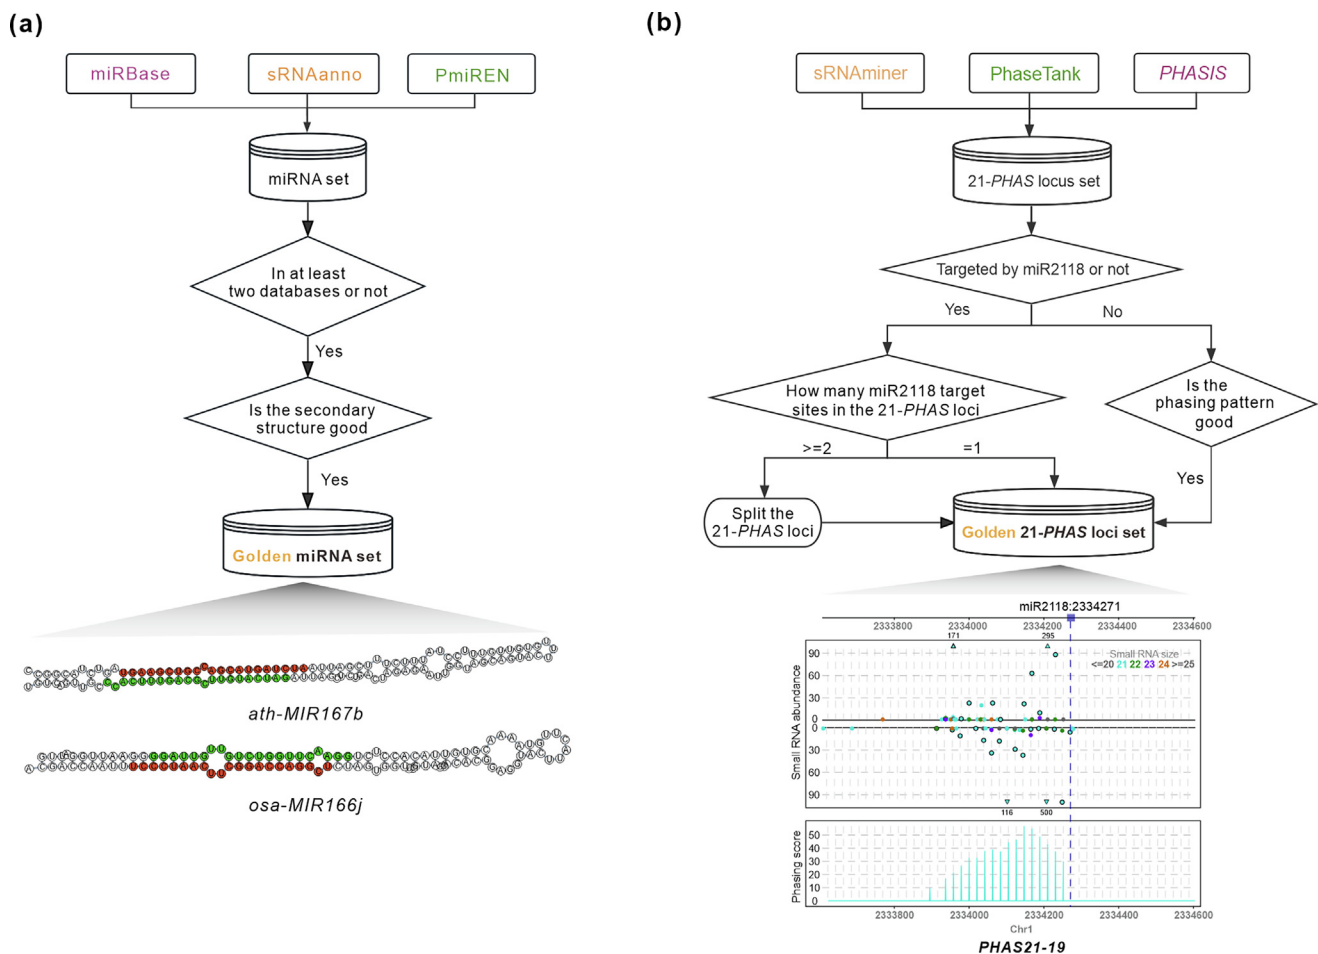 (a)
miRBase
sRNAanno
PmiREN
miRNA set
In at least
two databases or not
Yes
Is the secondary
structure good
Yes
Golden miRNA set
ath-MIR167b
osa-MIR166j
(b)
sRNAminer
PhaseTank
PHASIS
21-PHAS locus set
Targeted by miR2118 or not
Yes
No
How many miR2118 target
sites in the 21-PHAS loci
Is the
phasing pattern
good
>=2
=1
Yes
Split the
21-PHAS loci
Golden 21-PHAS loci set
miR2118:2334271
2333800 2334000 2334200 2334400 2334600
171
295
Small RNA size
<=20 21 22 23 24 >=25
Small RNA abundance
90
60
30
0
0
30
60
90
116
500
Phasing score
50
40
30
20
10
0
2333800 2334000 2334200 2334400 2334600
Chr1
PHAS21-19